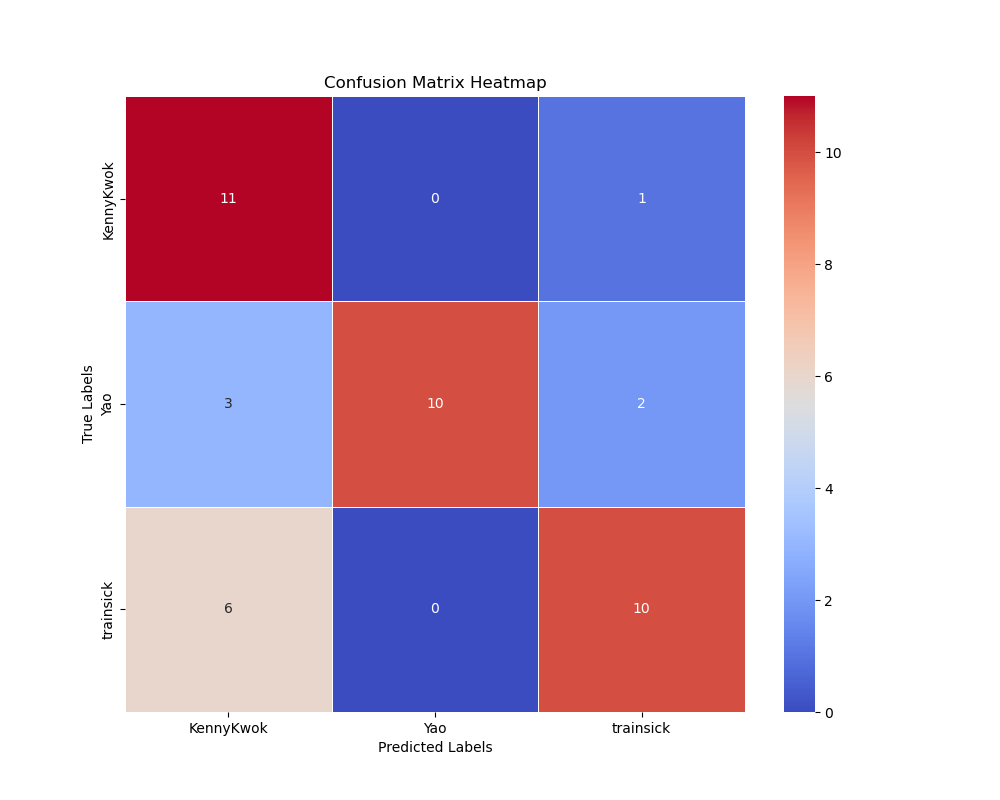 Confusion Matrix Heatmap
True Labels
KennyKwok
11
0
1
Yao
3
10
2
trainsick
6
0
10
KennyKwok
Yao
trainsick
Predicted Labels
10
8
6
4
2
0